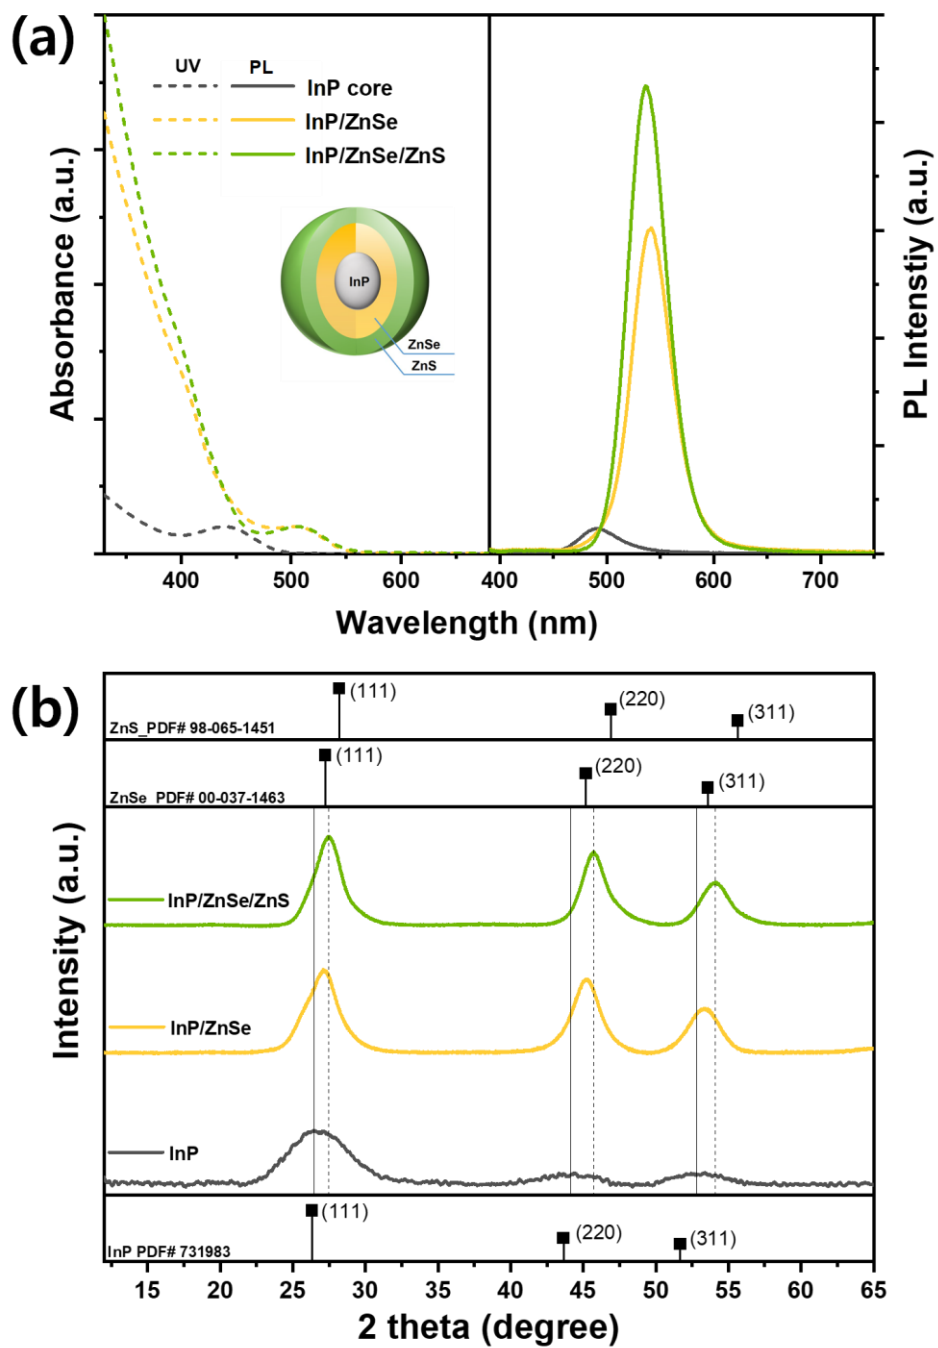 (a)
UV PL
InP core
InP/ZnSe
InP/ZnSe/ZnS
InP
ZnSe
ZnS
Absorbance (a.u.)
PL Intenstiy (a.u.)
400 500 600 400 500 600 700
Wavelength (nm)
(b)
(111) (220) (311)
ZnS_PDF# 98-065-1451
(111) (220) (311)
ZnSe PDF# 00-037-1463
InP/ZnSe/ZnS
InP/ZnSe
InP
(111) (220) (311)
InP PDF# 731983
Intensity (a.u.)
15 20 25 30 35 40 45 50 55 60 65
2 theta (degree)